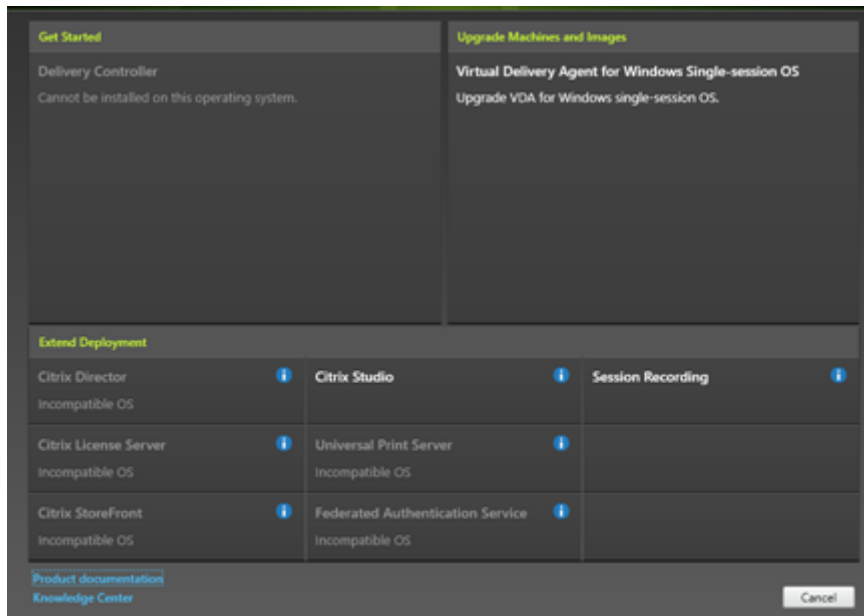 Get Started
Upgrade Machines and Images
Delivery Controller
Cannot be installed on this operating system.
Virtual Delivery Agent for Windows Single-session OS
Upgrade VDA for Windows single-session OS.
Extend Deployment
Citrix Director
Incompatible OS
Citrix Studio
Session Recording
Citrix License Server
Incompatible OS
Universal Print Server
Incompatible OS
Citrix StoreFront
Incompatible OS
Federated Authentication Service
Incompatible OS
Product documentation
Knowledge Center
Cancel